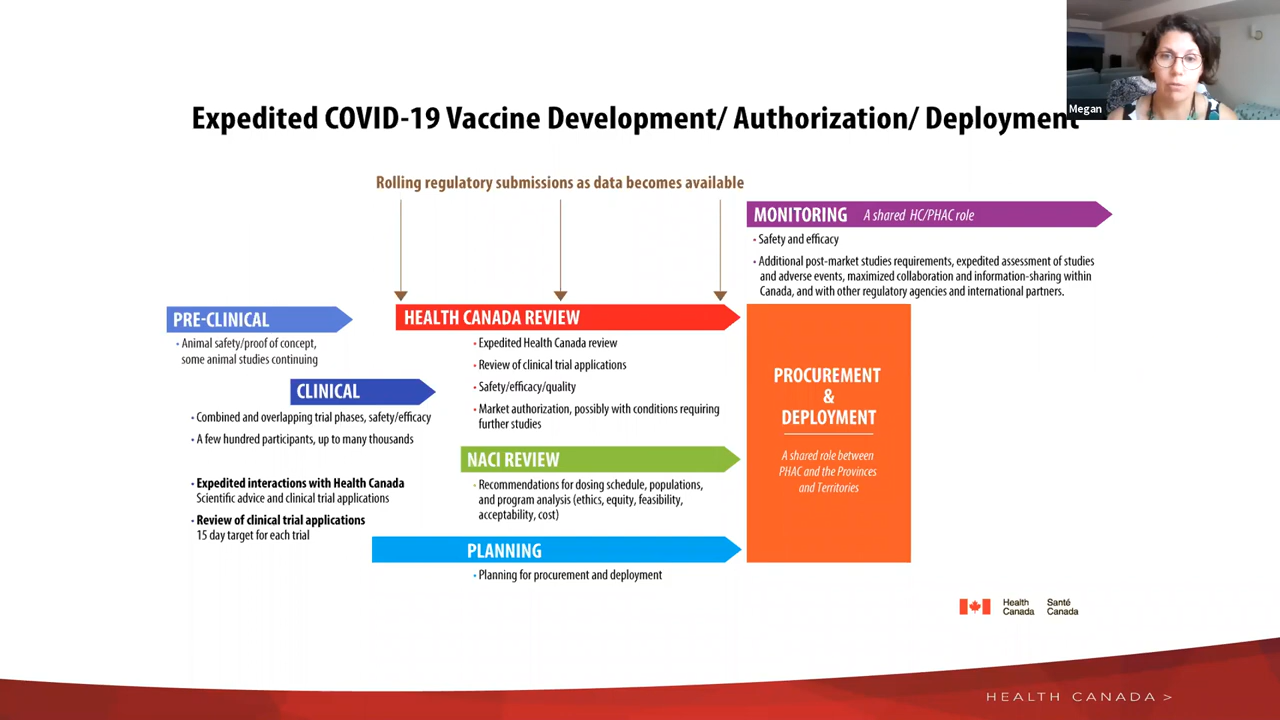 Megan
Expedited COVID-19 Vaccine Development/ Authorization/ Deployment
Rolling regulatory submissions as data becomes available
MONITORING A shared HC/PHAC role
• Safety and efficacy
• Additional post-market studies requirements, expedited assessment of studies
and adverse events, maximized collaboration and information-sharing within
Canada, and with other regulatory agencies and international partners.
PRE-CLINICAL
• Animal safety/proof of concept,
some animal studies continuing
CLINICAL
• Combined and overlapping trial phases, safety/efficacy
• A few hundred participants, up to many thousands
• Expedited interactions with Health Canada
Scientific advice and clinical trial applications
• Review of clinical trial applications
15 day target for each trial
HEALTH CANADA REVIEW
• Expedited Health Canada review
• Review of clinical trial applications
• Safety/efficacy/quality
• Market authorization, possibly with conditions requiring
further studies
NACI REVIEW
• Recommendations for dosing schedule, populations,
and program analysis (ethics, equity, feasibility,
acceptability, cost)
PLANNING
• Planning for procurement and deployment
PROCUREMENT
&
DEPLOYMENT
A shared role between
PHAC and the Provinces
and Territories
Health Santé
Canada Canada
HEALTH CANADA >